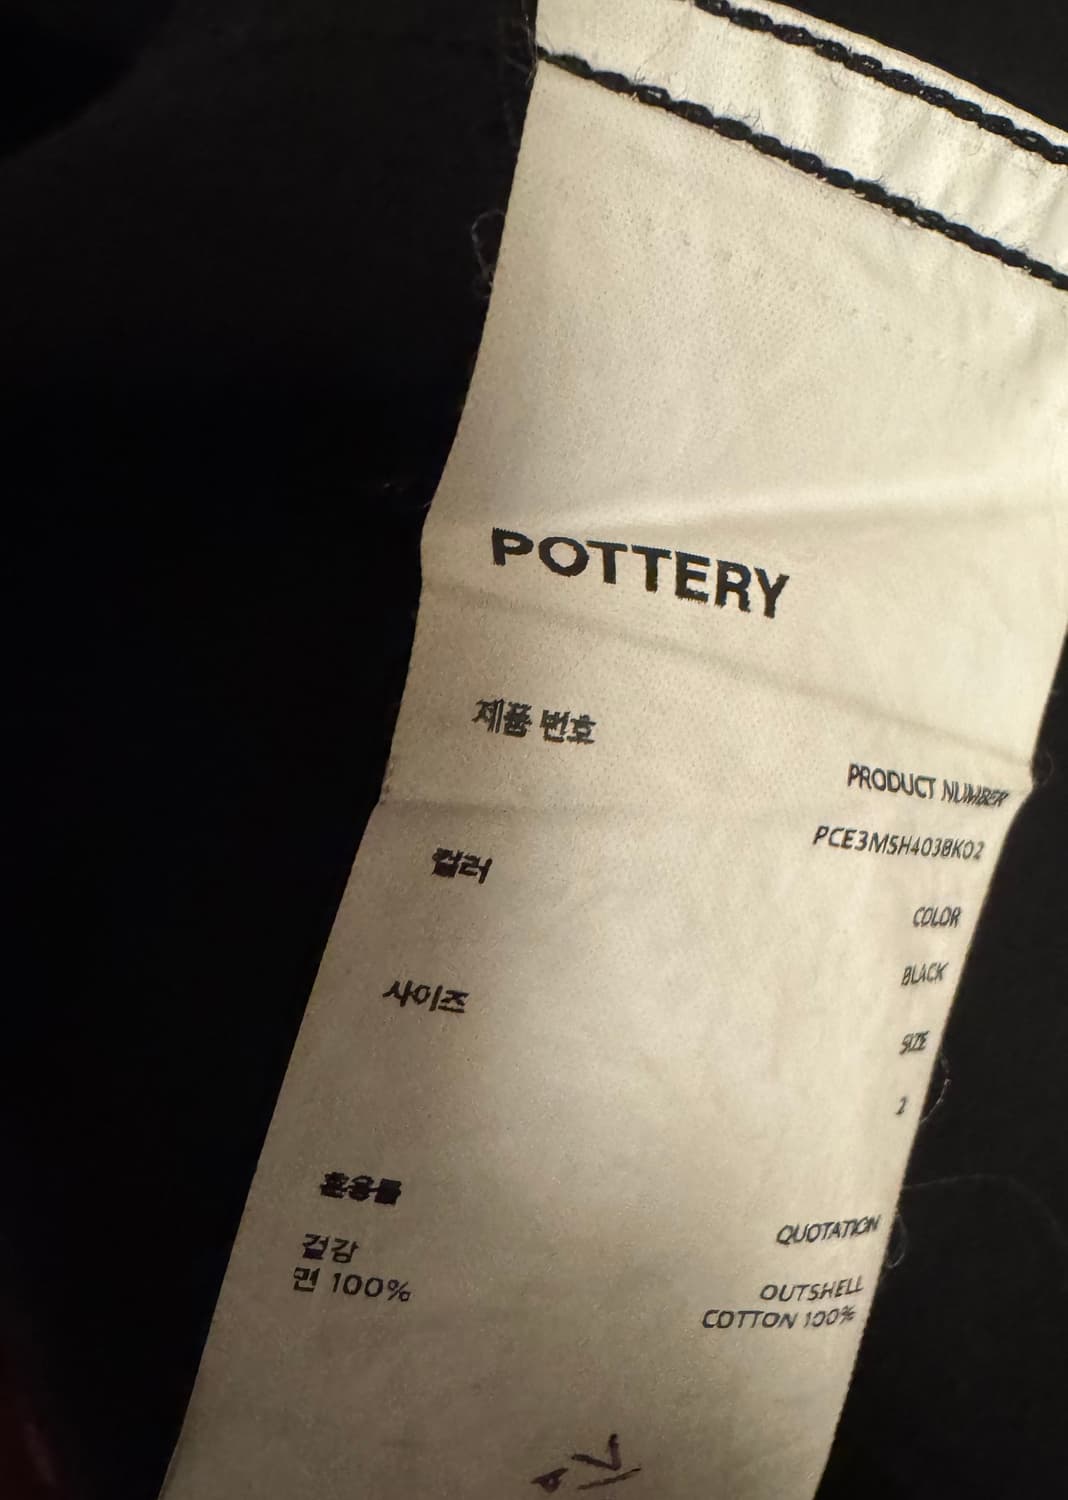 POTTERY
제품 번호
PRODUCT NUMBER
PCE3MSH403BK02
컬러
COLOR
BLACK
사이즈
SIZE
2
혼용률
QUOTATION
겉감
OUTSHELL
면 100%
COTTON 100%